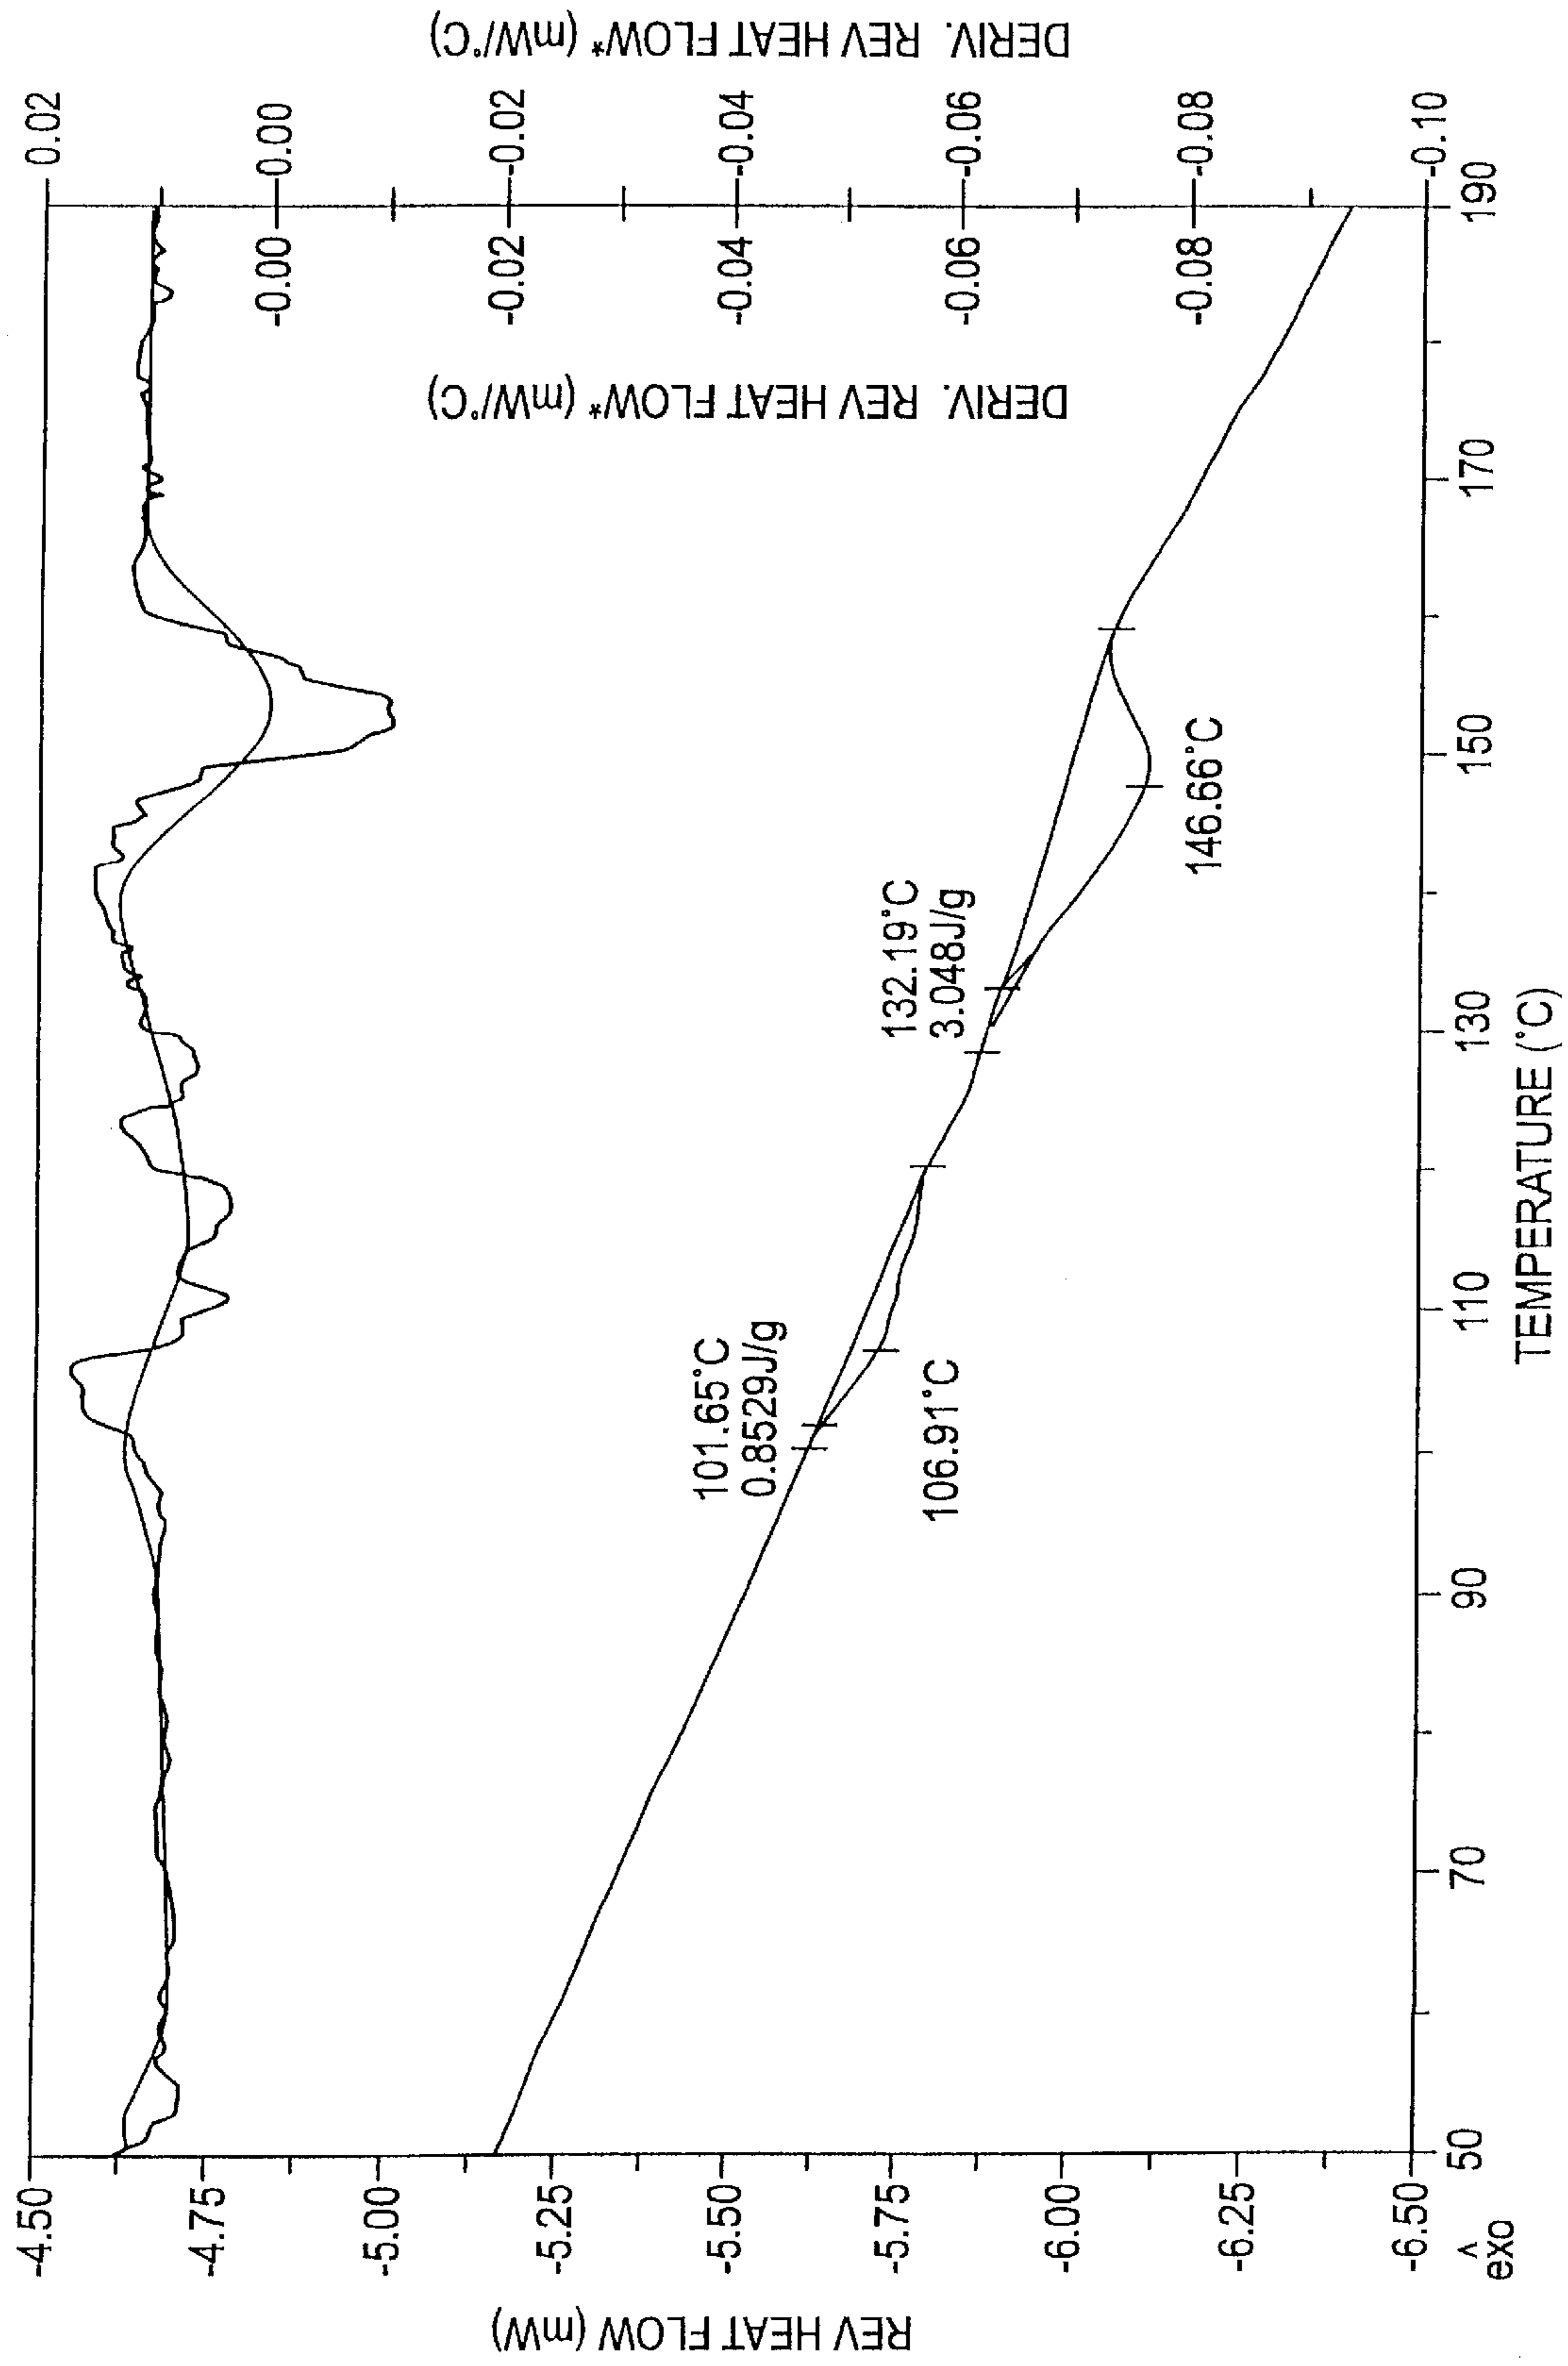 REV HEAT FLOW (mW)
-4.50
-4.75
-5.00
-5.25
-5.50
-5.75
-6.00
-6.25
-6.50
^
exo
101.65°C
0.8529J/g
106.91°C
132.19°C
3.048J/g
146.66°C
50
70
90
110
130
150
170
190
TEMPERATURE (°C)
DERIV. REV HEAT FLOW* (mW/°C)
-0.00
-0.02
-0.04
-0.06
-0.08
0.02
-0.00
-0.02
-0.04
-0.06
-0.08
-0.10
DERIV. REV HEAT FLOW* (mW/°C)